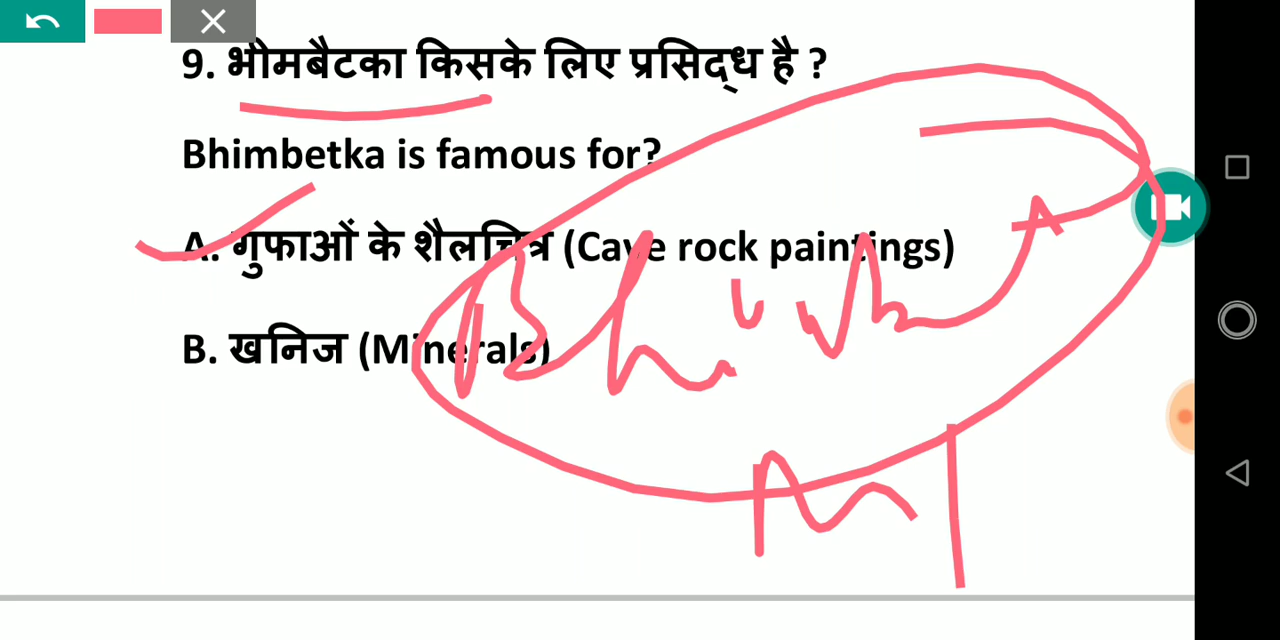 9. भीमबैटका किसके लिए प्रसिद्ध है ?
Bhimbetka is famous for?
A. गुफाओं के शैलचित्र (Cave rock paintings)
B. खनिज (Minerals)